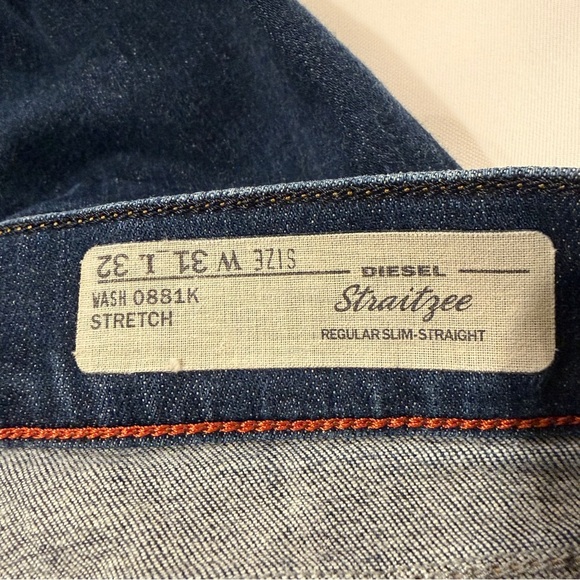 SIZE W 31 L 32
WASH 0881K
STRETCH
DIESEL
Straitzee
REGULAR SLIM-STRAIGHT